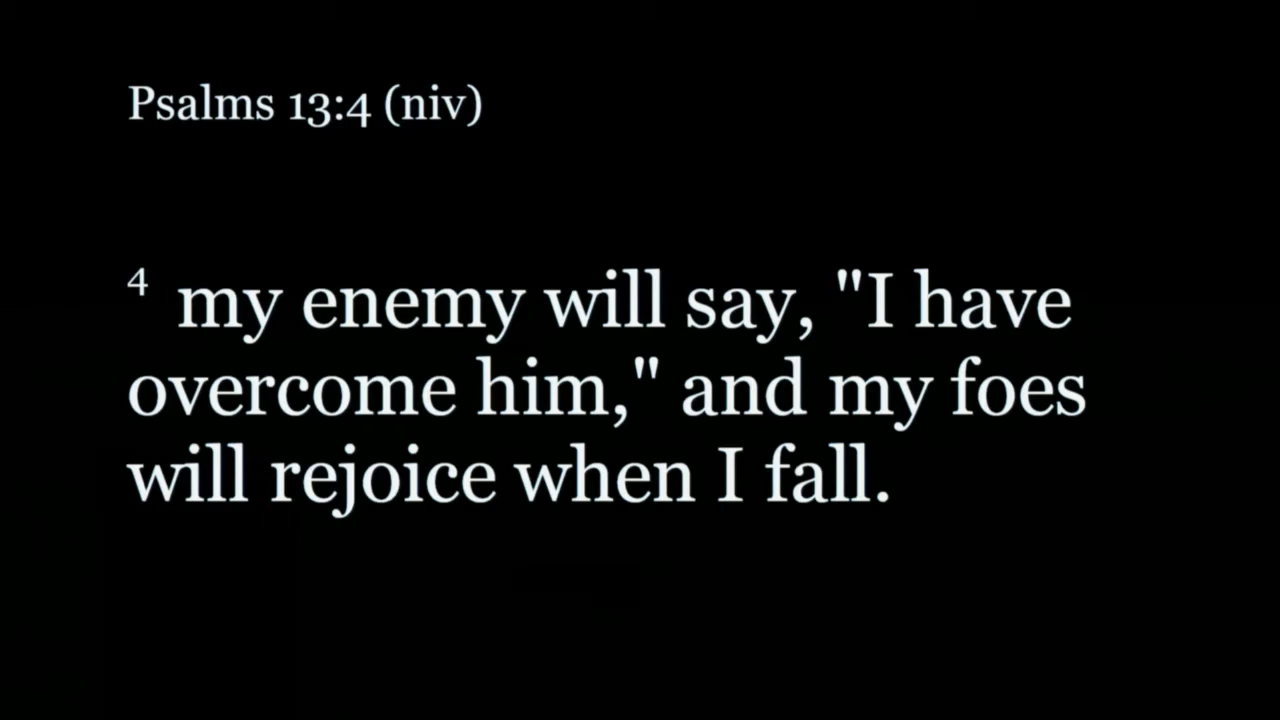 Psalms 13:4 (niv)
4 my enemy will say, "I have
overcome him," and my foes
will rejoice when I fall.